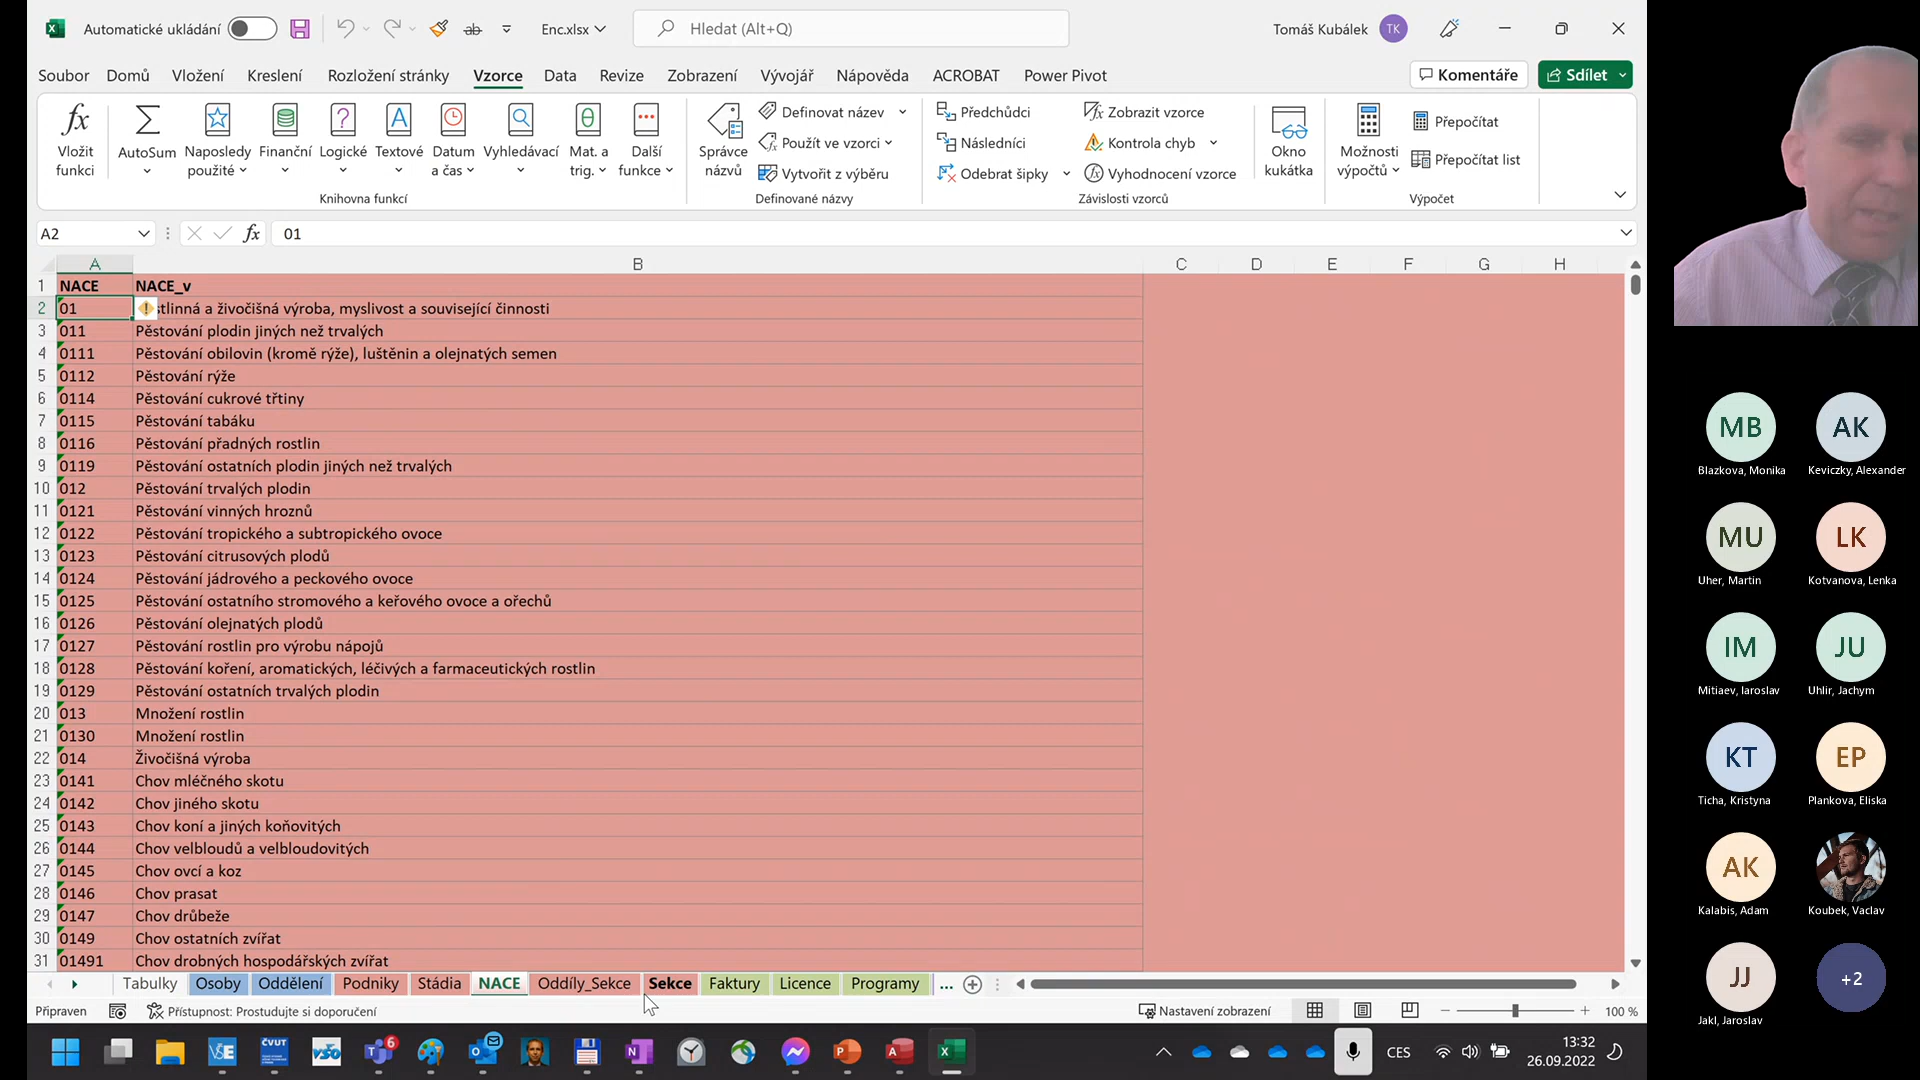 Automatické ukládání
ab
Enc.xlsx
Hledat (Alt+Q)
Tomáš Kubálek
TK
Soubor Domů Vložení Kreslení Rozložení stránky Vzorce Data Revize Zobrazení Vývojář Nápověda ACROBAT Power Pivot
Komentáře
Sdílet
Vložit funkci
AutoSum
Naposledy použité
Finanční
Logické
Textové
Datum a čas
Vyhledávací
Mat. a trig.
Další funkce
Knihovna funkcí
Správce názvů
Definovat název
Použít ve vzorci
Vytvořit z výběru
Definované názvy
Předchůdci
Následníci
Odebrat šipky
Zobrazit vzorce
Kontrola chyb
Vyhodnocení vzorce
Závislosti vzorců
Okno kukátka
Možnosti výpočtů
Přepočítat
Přepočítat list
Výpočet
A2
fx
01
A B C D E F G H
1 NACE NACE_v
2 01 stlinná a živočišná výroba, myslivost a související činnosti
3 011 Pěstování plodin jiných než trvalých
4 0111 Pěstování obilovin (kromě rýže), luštěnin a olejnatých semen
5 0112 Pěstování rýže
6 0114 Pěstování cukrové třtiny
7 0115 Pěstování tabáku
8 0116 Pěstování přadných rostlin
9 0119 Pěstování ostatních plodin jiných než trvalých
10 012 Pěstování trvalých plodin
11 0121 Pěstování vinných hroznů
12 0122 Pěstování tropického a subtropického ovoce
13 0123 Pěstování citrusových plodů
14 0124 Pěstování jádrového a peckového ovoce
15 0125 Pěstování ostatního stromového a keřového ovoce a ořechů
16 0126 Pěstování olejnatých plodů
17 0127 Pěstování rostlin pro výrobu nápojů
18 0128 Pěstování koření, aromatických, léčivých a farmaceutických rostlin
19 0129 Pěstování ostatních trvalých plodin
20 013 Množení rostlin
21 0130 Množení rostlin
22 014 Živočišná výroba
23 0141 Chov mléčného skotu
24 0142 Chov jiného skotu
25 0143 Chov koní a jiných koňovitých
26 0144 Chov velbloudů a velbloudovitých
27 0145 Chov ovcí a koz
28 0146 Chov prasat
29 0147 Chov drůbeže
30 0149 Chov ostatních zvířat
31 01491 Chov drobných hospodářských zvířat
Tabulky Osoby Oddělení Podniky Stádia NACE Oddíly_Sekce Sekce Faktury Licence Programy ...
Připraven
Přístupnost: Prostudujte si doporučení
Nastavení zobrazení
100 %
VŠE
ČVUT
všo
6
CES
13:32
26.09.2022
MB AK
Blazkova, Monika Keviczky, Alexander
MU LK
Uher, Martin Kotvanova, Lenka
IM JU
Mitiaev, Iaroslav Uhlir, Jachym
KT EP
Ticha, Kristyna Plankova, Eliska
AK
Kalabis, Adam Koubek, Vaclav
JJ +2
Jakl, Jaroslav